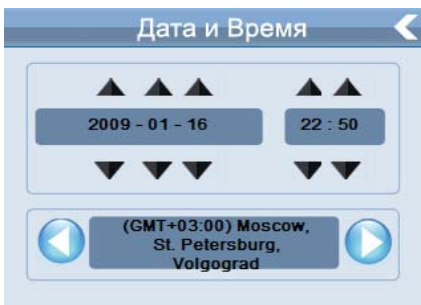 Дата и Время
2009 - 01 - 16
22 : 50
(GMT+03:00) Moscow,
St. Petersburg,
Volgograd